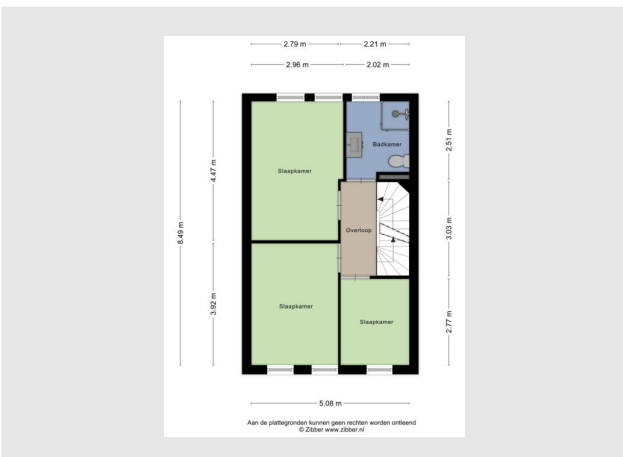 2.79 m
2.21 m
2.96 m
2.02 m
Badkamer
2.51 m
Slaapkamer
4.47 m
8.49 m
Overloop
3.03 m
3.92 m
Slaapkamer
Slaapkamer
2.77 m
5.08 m
Aan de plattegronden kunnen geen rechten worden ontleend
© Zibber www.zibber.nl